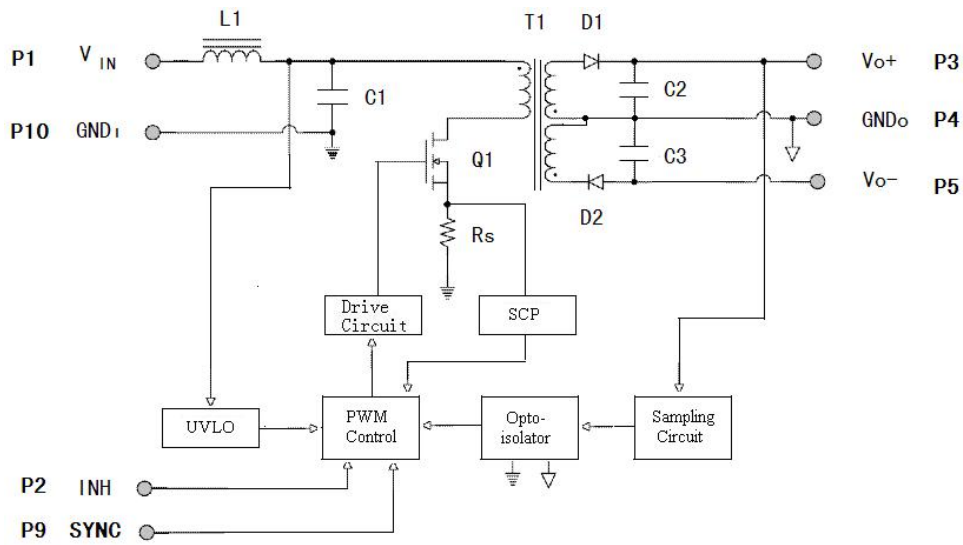 L1
T1 D1
P1 V IN
Vo+ P3
C1
C2
P10 GNDI
GNDo P4
Q1
C3
Vo- P5
D2
Rs
Drive
Circuit
SCP
UVLO
PWM
Control
Opto-
isolator
Sampling
Circuit
P2 INH
P9 SYNC